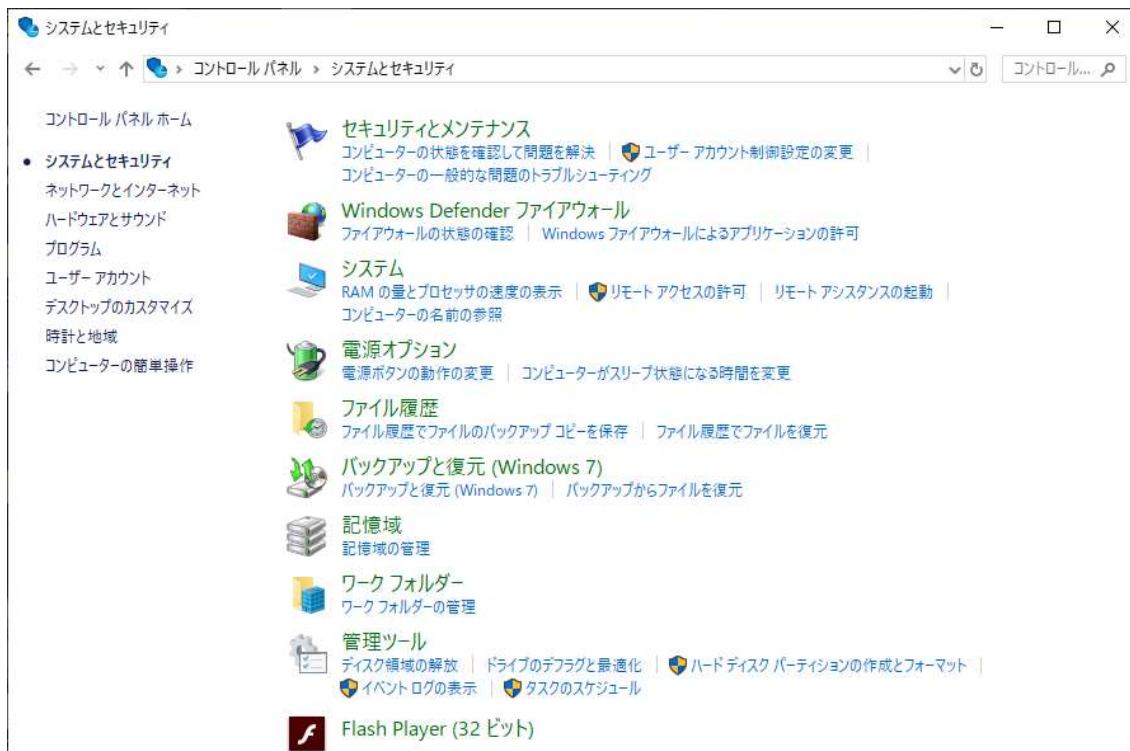 システムとセキュリティ
コントロール パネル › システムとセキュリティ
コントロール...
コントロール パネル ホーム
システムとセキュリティ
ネットワークとインターネット
ハードウェアとサウンド
プログラム
ユーザー アカウント
デスクトップのカスタマイズ
時計と地域
コンピューターの簡単操作
セキュリティとメンテナンス
コンピューターの状態を確認して問題を解決 | ユーザー アカウント制御設定の変更 |
コンピューターの一般的な問題のトラブルシューティング
Windows Defender ファイアウォール
ファイアウォールの状態の確認 | Windows ファイアウォールによるアプリケーションの許可
システム
RAM の量とプロセッサの速度の表示 | リモート アクセスの許可 | リモート アシスタンスの起動 |
コンピューターの名前の参照
電源オプション
電源ボタンの動作の変更 | コンピューターがスリープ状態になる時間を変更
ファイル履歴
ファイル履歴でファイルのバックアップ コピーを保存 | ファイル履歴でファイルを復元
バックアップと復元 (Windows 7)
バックアップと復元 (Windows 7) | バックアップからファイルを復元
記憶域
記憶域の管理
ワーク フォルダー
ワーク フォルダーの管理
管理ツール
ディスク領域の解放 | ドライブのデフラグと最適化 | ハード ディスク パーティションの作成とフォーマット |
イベント ログの表示 | タスクのスケジュール
Flash Player (32 ビット)